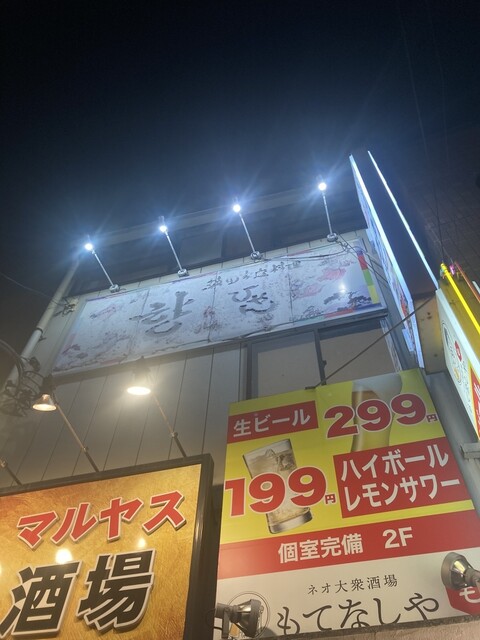 한
생ビール
299円
199円
ハイボール
レモンサワー
個室完備 2F
ネオ大衆酒場
もてなしや
マルヤス
酒場
モ